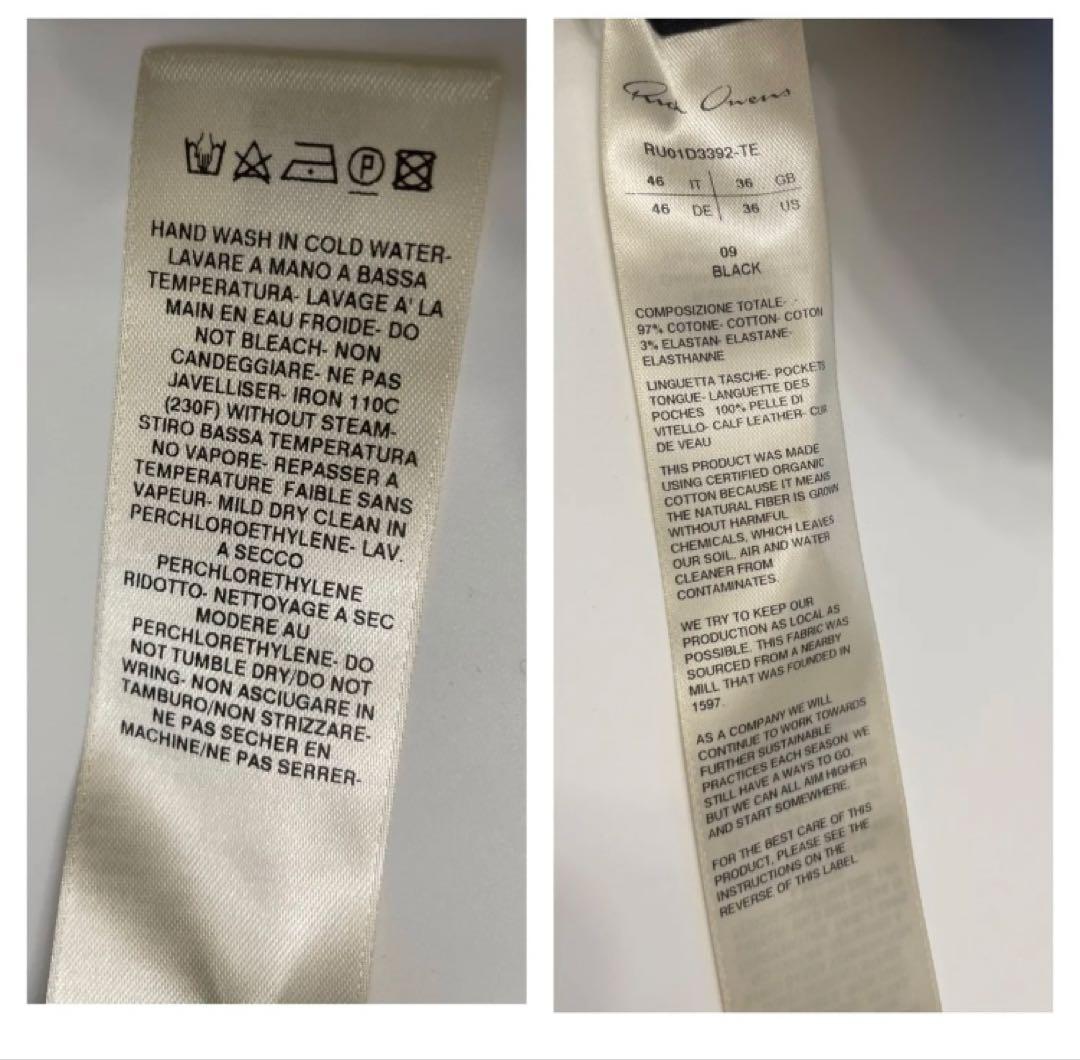 HAND WASH IN COLD WATER-
LAVARE A MANO A BASSA
TEMPERATURA- LAVAGE A' LA
MAIN EN EAU FROIDE- DO
NOT BLEACH- NON
CANDEGGIARE- NE PAS
JAVELLISER- IRON 110C
(230F) WITHOUT STEAM-
STIRO BASSA TEMPERATURA
NO VAPORE- REPASSER A
TEMPERATURE FAIBLE SANS
VAPEUR- MILD DRY CLEAN IN
PERCHLOROETHYLENE- LAV.
A SECCO
PERCHLORETHYLENE
RIDOTTO- NETTOYAGE A SEC
MODERE AU
PERCHLORETHYLENE- DO
NOT TUMBLE DRY/DO NOT
WRING- NON ASCIUGARE IN
TAMBURO/NON STRIZZARE-
NE PAS SECHER EN
MACHINE/NE PAS SERRER-
Rick Owens
RU01D3392-TE
46 IT 36 GB
46 DE 36 US
09
BLACK
COMPOSIZIONE TOTALE-
97% COTONE- COTTON- COTON
3% ELASTAN- ELASTANE-
ELASTHANNE
LINGUETTA TASCHE- POCKETS
TONGUE- LANGUETTE DES
POCHES 100% PELLE DI
VITELLO- CALF LEATHER- CUIR
DE VEAU
THIS PRODUCT WAS MADE
USING CERTIFIED ORGANIC
COTTON BECAUSE IT MEANS
THE NATURAL FIBER IS GROWN
WITHOUT HARMFUL
CHEMICALS, WHICH LEAVES
OUR SOIL, AIR AND WATER
CLEANER FROM
CONTAMINATES.
WE TRY TO KEEP OUR
PRODUCTION AS LOCAL AS
POSSIBLE. THIS FABRIC WAS
SOURCED FROM A NEARBY
MILL THAT WAS FOUNDED IN
1597.
AS A COMPANY WE WILL
CONTINUE TO WORK TOWARDS
FURTHER SUSTAINABLE
PRACTICES EACH SEASON. WE
STILL HAVE A WAYS TO GO,
BUT WE CAN ALL AIM HIGHER
AND START SOMEWHERE.
FOR THE BEST CARE OF THIS
PRODUCT, PLEASE SEE THE
INSTRUCTIONS ON THE
REVERSE OF THIS LABEL